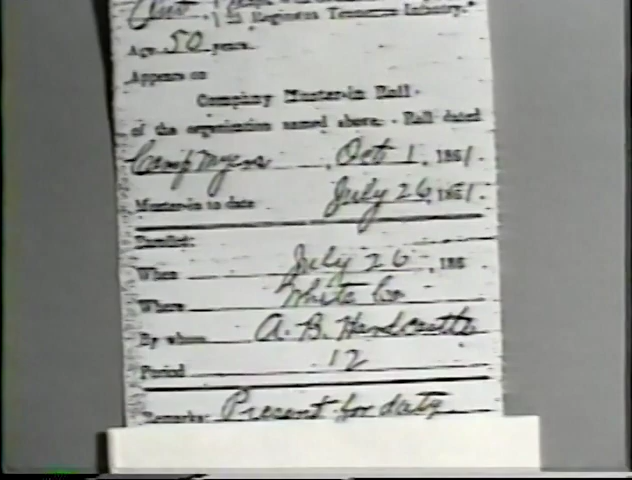 Regiment Tennessee Infantry.*
Age 50 years.
Appears on
Company Muster-in Roll
of the organization named above. Roll dated
Camp Myers, Oct 1, 1861.
Muster-in to date July 26, 1861.
Enrolled:
When July 26, 186
Where White Co
By whom A. B. Hardcastle
Period 12
Remarks: Present for duty